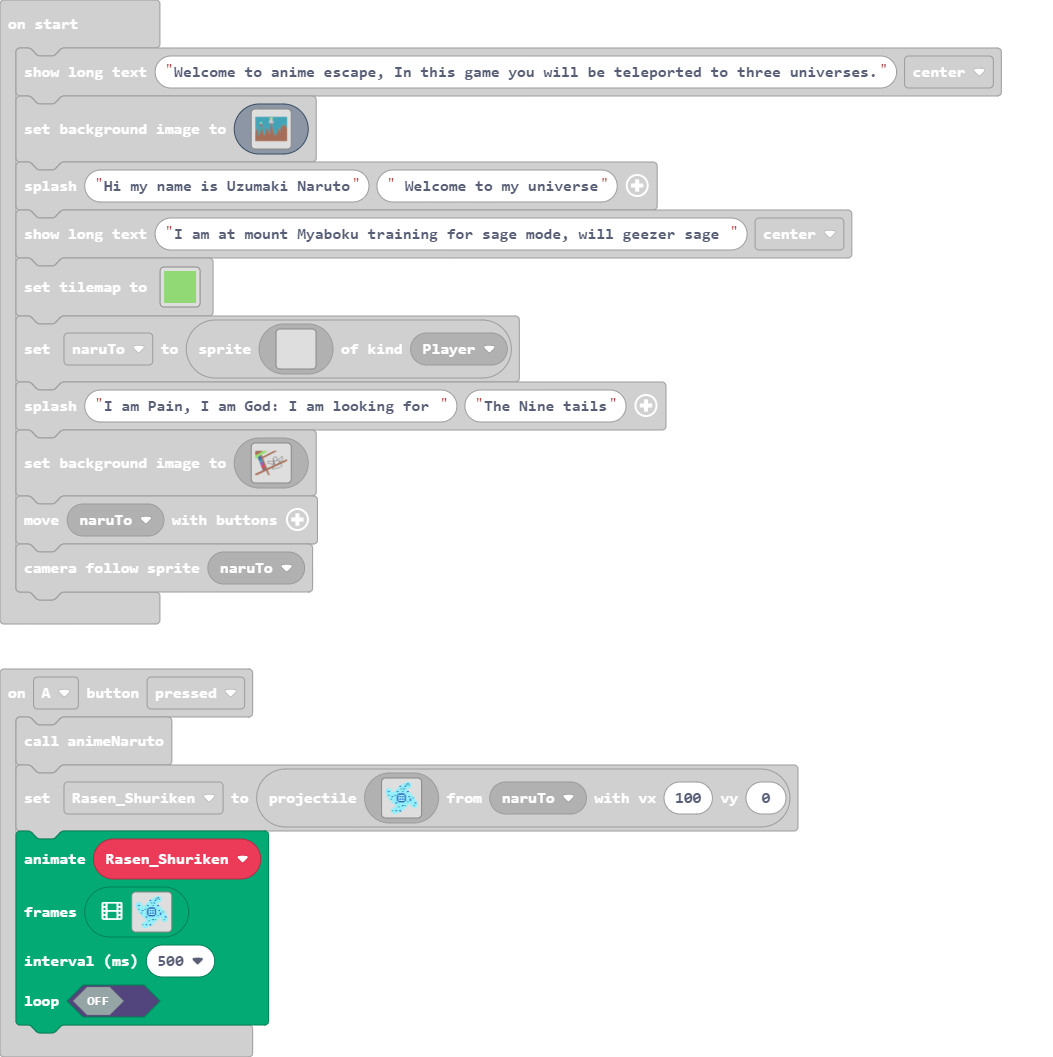 on start
show long text "Welcome to anime escape, In this game you will be teleported to three universes." center
set background image to
splash "Hi my name is Uzumaki Naruto" " Welcome to my universe"
show long text "I am at mount Myaboku training for sage mode, will geezer sage " center
set tilemap to
set naruTo to sprite of kind Player
splash "I am Pain, I am God: I am looking for " "The Nine tails"
set background image to
move naruTo with buttons
camera follow sprite naruTo
on A button pressed
call animeNaruto
set Rasen_Shuriken to projectile from naruTo with vx 100 vy 0
animate Rasen_Shuriken
frames
interval (ms) 500
loop OFF